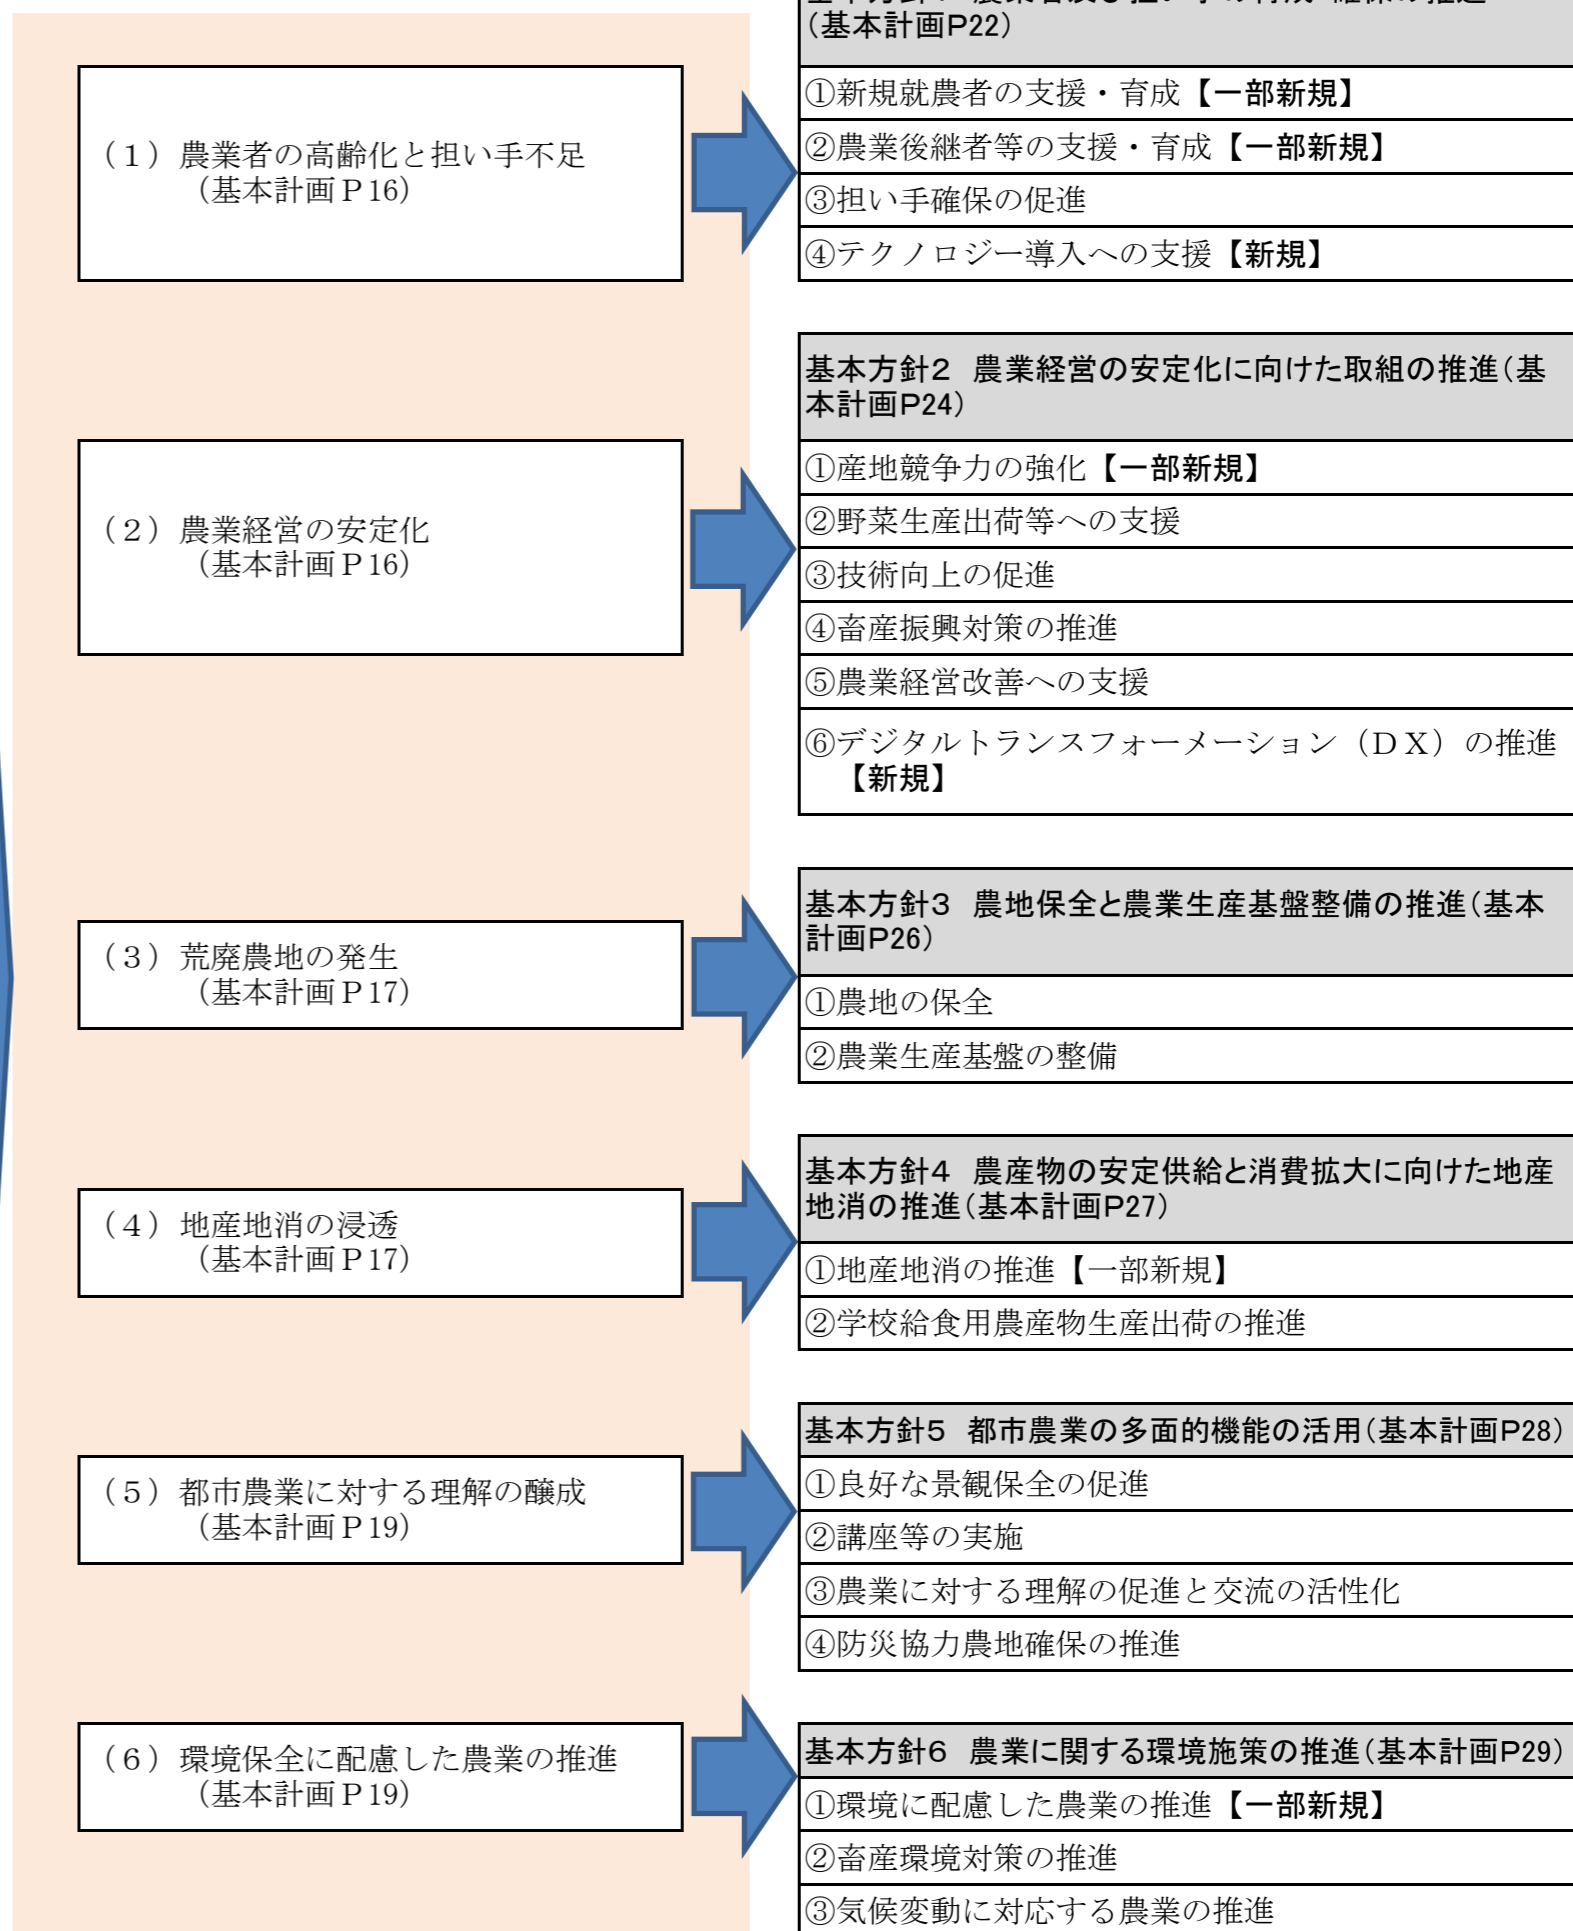 （１）農業者の高齢化と担い手不足
（基本計画Ｐ16）
（基本計画P22）
①新規就農者の支援・育成【一部新規】
②農業後継者等の支援・育成【一部新規】
③担い手確保の促進
④テクノロジー導入への支援【新規】
（２）農業経営の安定化
（基本計画Ｐ16）
基本方針２　農業経営の安定化に向けた取組の推進（基
本計画P24）
①産地競争力の強化【一部新規】
②野菜生産出荷等への支援
③技術向上の促進
④畜産振興対策の推進
⑤農業経営改善への支援
⑥デジタルトランスフォーメーション（ＤＸ）の推進
【新規】
（３）荒廃農地の発生
（基本計画Ｐ17）
基本方針３　農地保全と農業生産基盤整備の推進（基本
計画P26）
①農地の保全
②農業生産基盤の整備
（４）地産地消の浸透
（基本計画Ｐ17）
基本方針４　農産物の安定供給と消費拡大に向けた地産
地消の推進（基本計画P27）
①地産地消の推進【一部新規】
②学校給食用農産物生産出荷の推進
（５）都市農業に対する理解の醸成
（基本計画Ｐ19）
基本方針５　都市農業の多面的機能の活用（基本計画P28）
①良好な景観保全の促進
②講座等の実施
③農業に対する理解の促進と交流の活性化
④防災協力農地確保の推進
（６）環境保全に配慮した農業の推進
（基本計画Ｐ19）
基本方針６　農業に関する環境施策の推進（基本計画P29）
①環境に配慮した農業の推進【一部新規】
②畜産環境対策の推進
③気候変動に対応する農業の推進